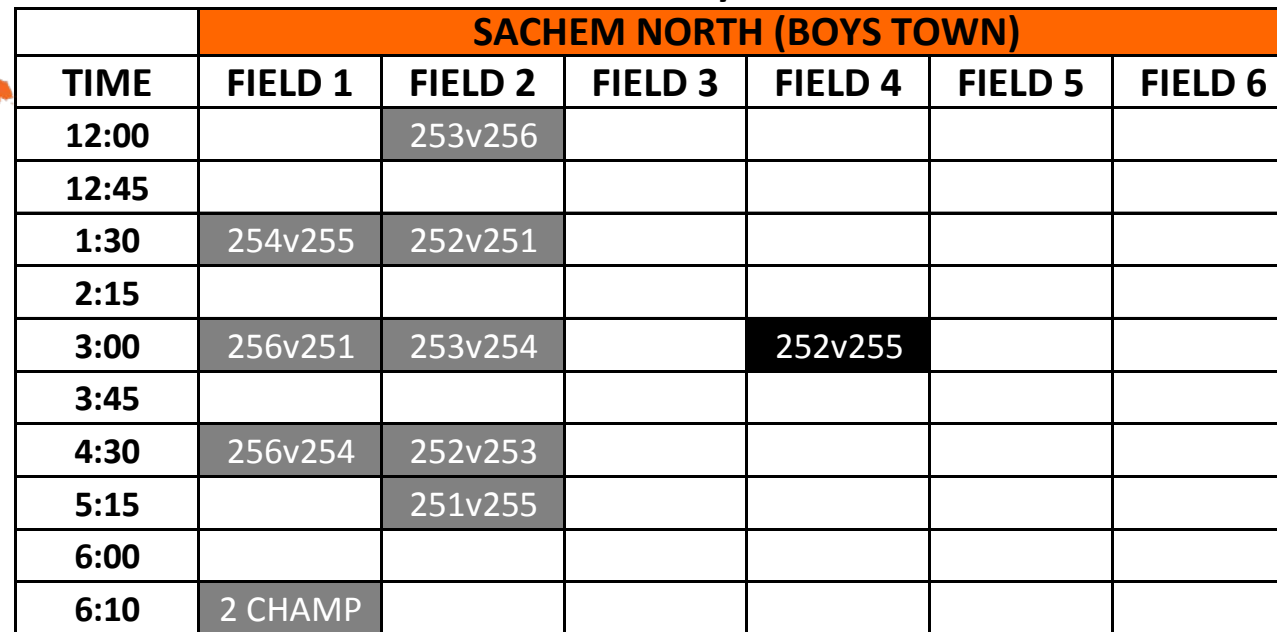 SACHEM NORTH (BOYS TOWN)
TIME FIELD 1 FIELD 2 FIELD 3 FIELD 4 FIELD 5 FIELD 6
12:00 253v256
12:45
1:30 254v255 252v251
2:15
3:00 256v251 253v254 252v255
3:45
4:30 256v254 252v253
5:15 251v255
6:00
6:10 2 CHAMP